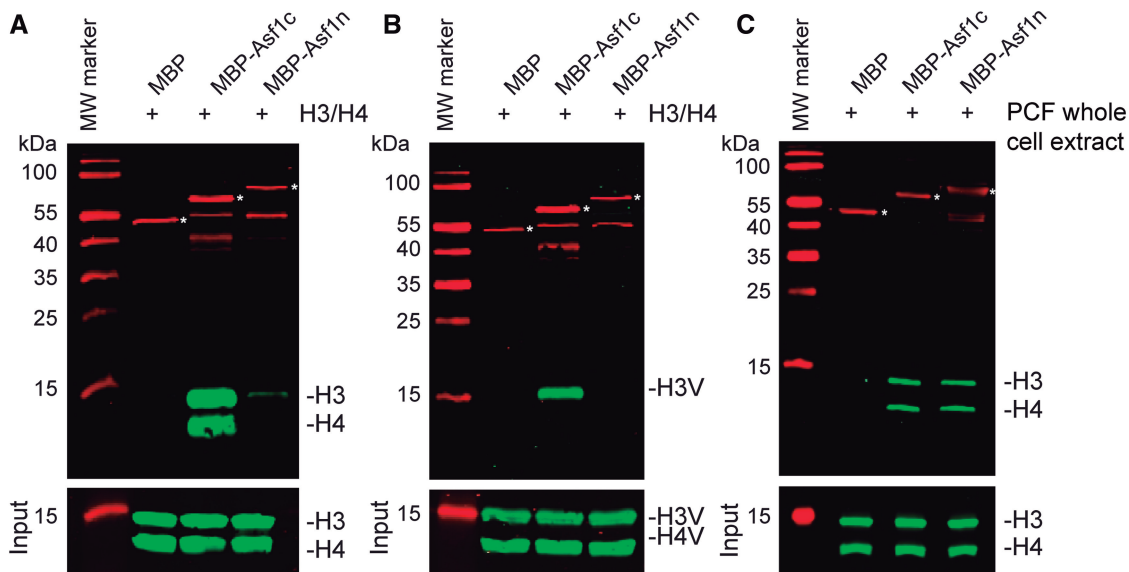 A
MW marker
MBP
MBP-Asf1c
MBP-Asf1n
+ + + H3/H4
kDa
100
55
40
35
25
15
*
*
*
-H3
-H4
Input
15
-H3
-H4
B
MW marker
MBP
MBP-Asf1c
MBP-Asf1n
+ + + H3/H4
kDa
100
55
40
35
25
15
*
*
*
-H3V
Input
15
-H3V
-H4V
C
MW marker
MBP
MBP-Asf1c
MBP-Asf1n
+ + + PCF whole
cell extract
kDa
100
55
40
35
25
15
*
*
*
-H3
-H4
Input
15
-H3
-H4